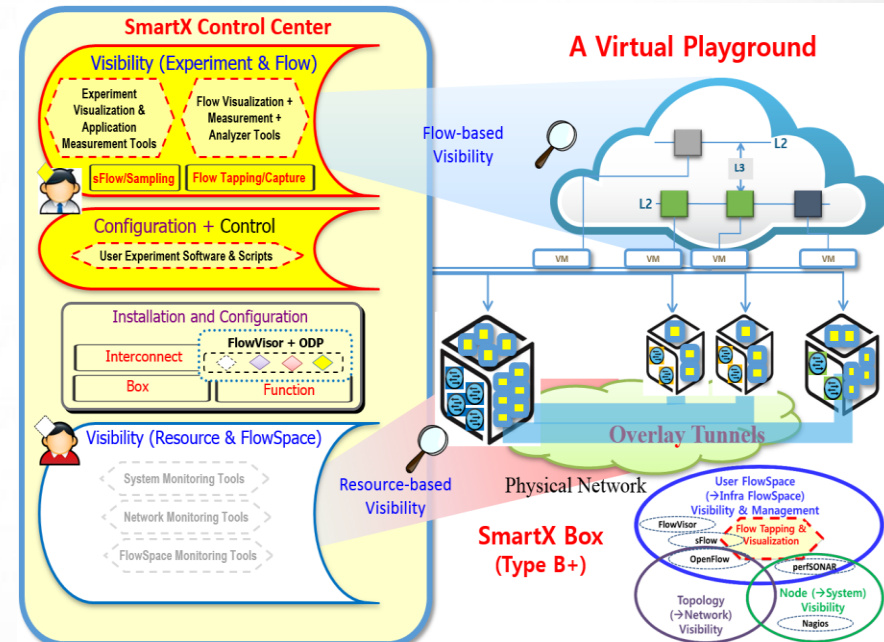 SmartX Control Center
Visibility (Experiment & Flow)
Experiment
Visualization &
Application
Measurement Tools
Flow Visualization +
Measurement +
Analyzer Tools
sFlow/Sampling
Flow Tapping/Capture
Configuration + Control
User Experiment Software & Scripts
Installation and Configuration
FlowVisor + ODP
Interconnect
Box
Function
Visibility (Resource & FlowSpace)
System Monitoring Tools
Network Monitoring Tools
FlowSpace Monitoring Tools
A Virtual Playground
Flow-based
Visibility
L2
L3
L2
VM
VM
VM
VM
Overlay Tunnels
Resource-based
Visibility
Physical Network
SmartX Box
(Type B+)
User FlowSpace
(→Infra FlowSpace)
Visibility & Management
FlowVisor
sFlow
Flow Tapping &
Visualization
OpenFlow
perfSONAR
Topology
(→Network)
Visibility
Node (→System)
Visibility
Nagios